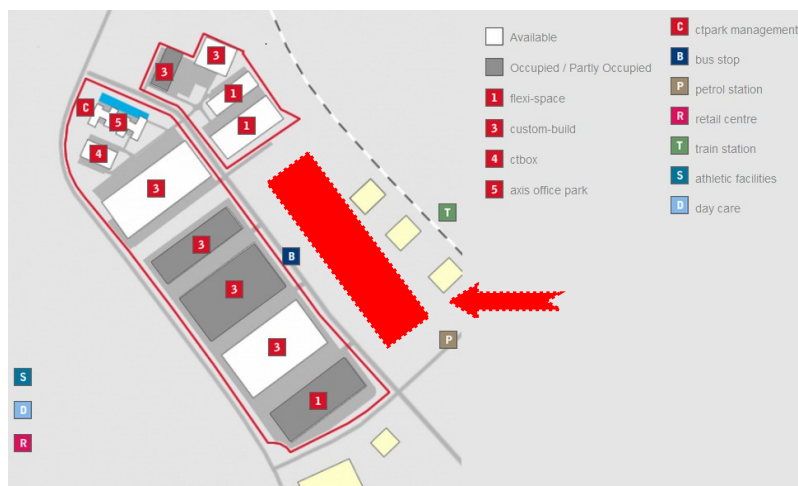 3
3
1
C
5
1
4
3
3
B
3
3
1
T
P
S
D
R
Available
Occupied / Partly Occupied
1 flexi-space
3 custom-build
4 ctbox
5 axis office park
C ctpark management
B bus stop
P petrol station
R retail centre
T train station
S athletic facilities
D day care